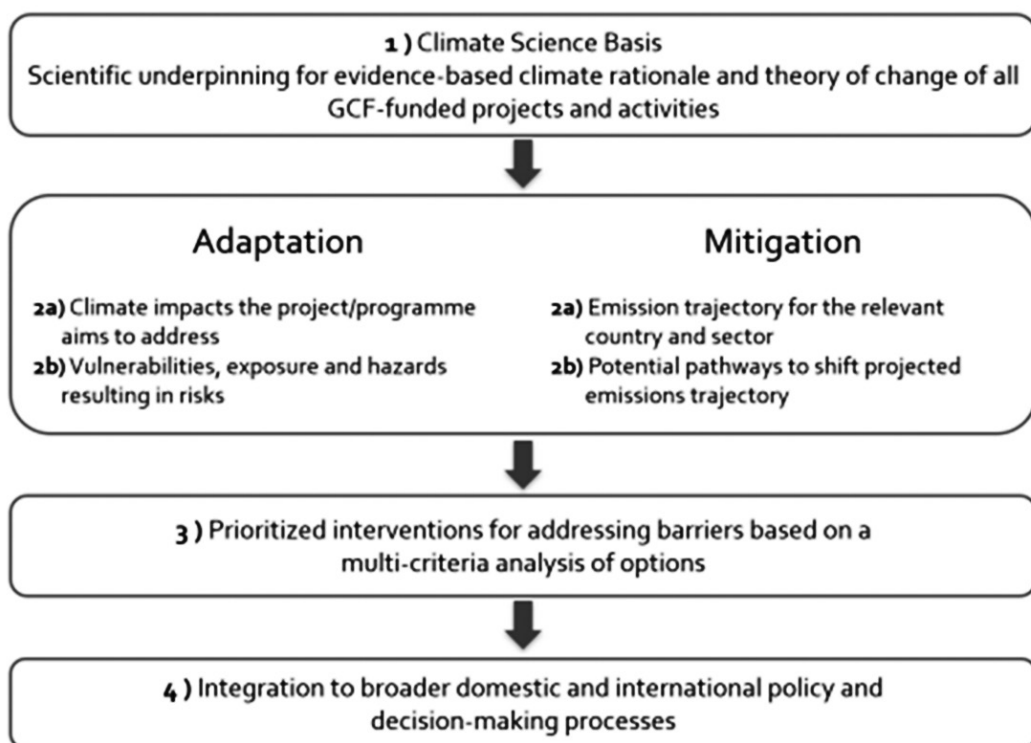 1 ) Climate Science Basis
Scientific underpinning for evidence-based climate rationale and theory of change of all
GCF-funded projects and activities
Adaptation
2a) Climate impacts the project/programme
aims to address
2b) Vulnerabilities, exposure and hazards
resulting in risks
Mitigation
2a) Emission trajectory for the relevant
country and sector
2b) Potential pathways to shift projected
emissions trajectory
3 ) Prioritized interventions for addressing barriers based on a
multi-criteria analysis of options
4 ) Integration to broader domestic and international policy and
decision-making processes